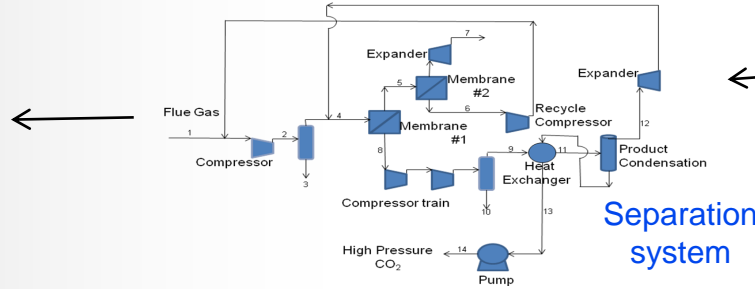 7
Expander
5
Membrane
#2
Expander
Flue Gas
4
6
Recycle
Compressor
12
1
2
Membrane
#1
8
9
11
Product
Condensation
Compressor
3
Heat
Exchanger
Compressor train
10
13
Separation
system
High Pressure
CO₂
14
Pump